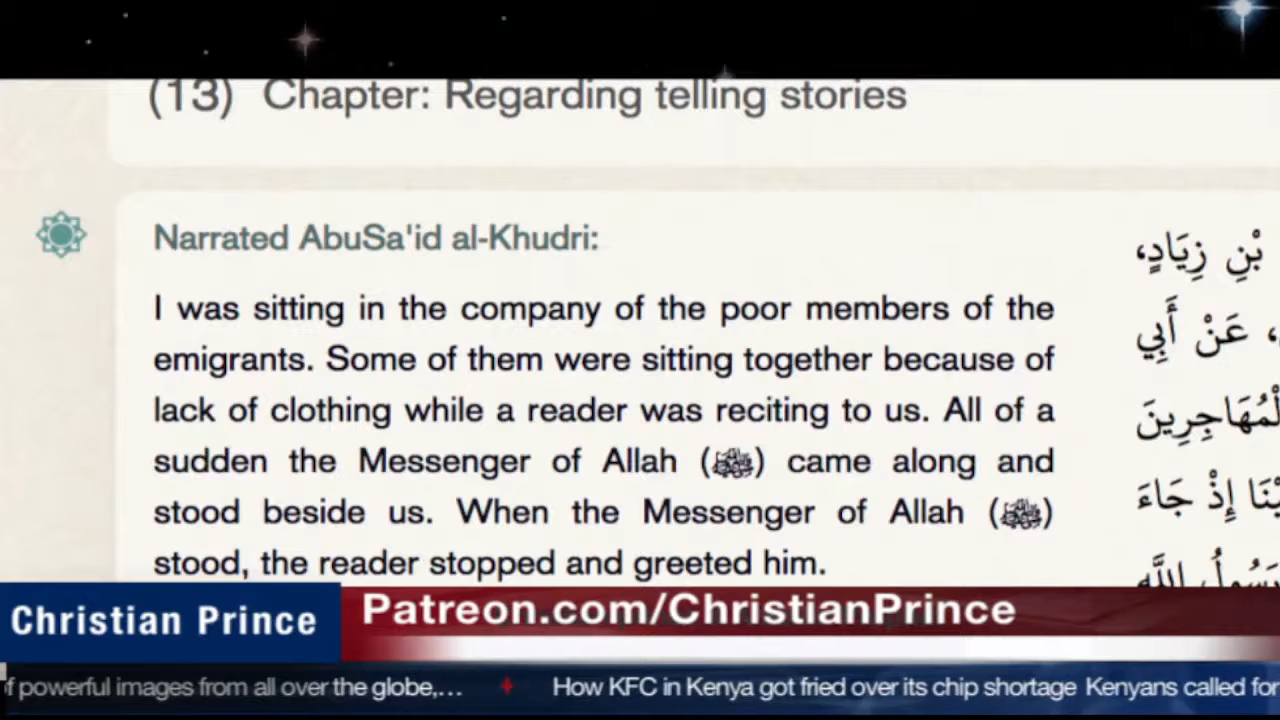 (13) Chapter: Regarding telling stories
Narrated AbuSa'id al-Khudri:
I was sitting in the company of the poor members of the
emigrants. Some of them were sitting together because of
lack of clothing while a reader was reciting to us. All of a
sudden the Messenger of Allah (ﷺ) came along and
stood beside us. When the Messenger of Allah (ﷺ)
stood, the reader stopped and greeted him.
بْنِ زِيَادٍ،
، عَنْ أَبِي
لْمُهَاجِرِينَ
يْنَا إِذْ جَاءَ
رَسُولُ اللَّهِ
Christian Prince
Patreon.com/ChristianPrince
f powerful images from all over the globe,... How KFC in Kenya got fried over its chip shortage Kenyans called for